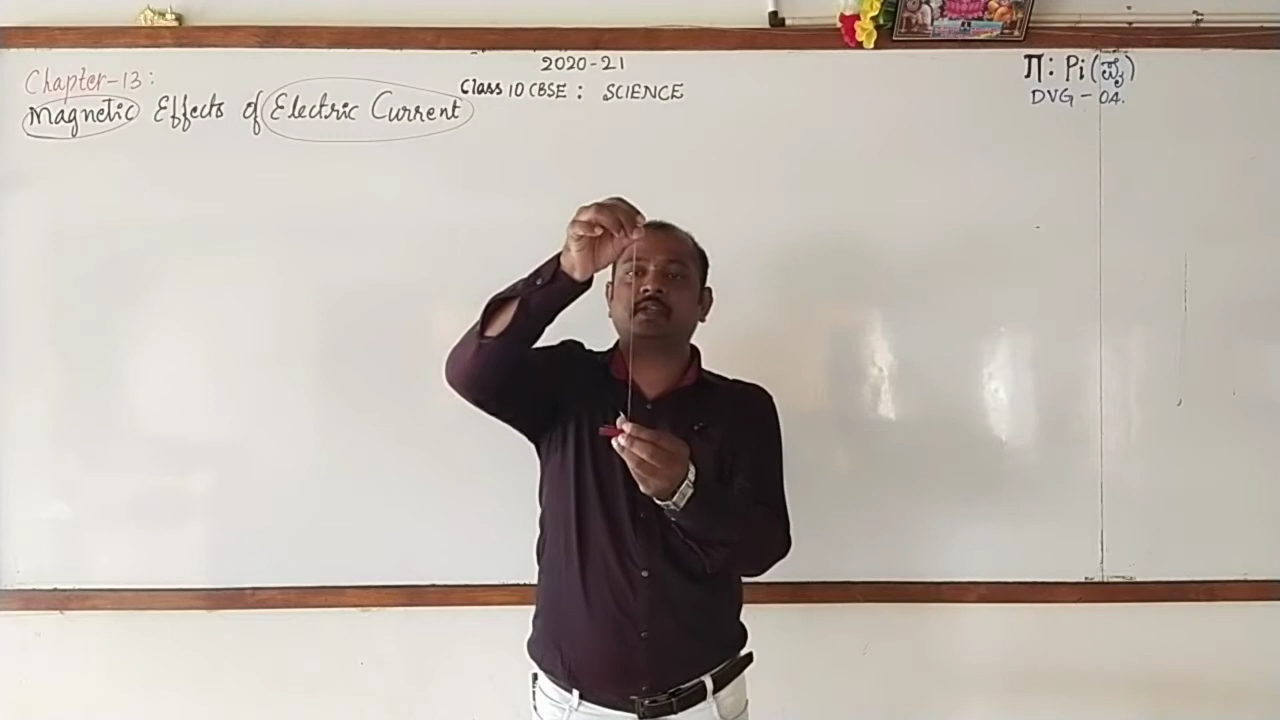 2020-21
Chapter-13:
Class 10 CBSE : SCIENCE
Magnetic Effects of Electric Current
Π: Pi (ಪೈ)
DVG - 04.